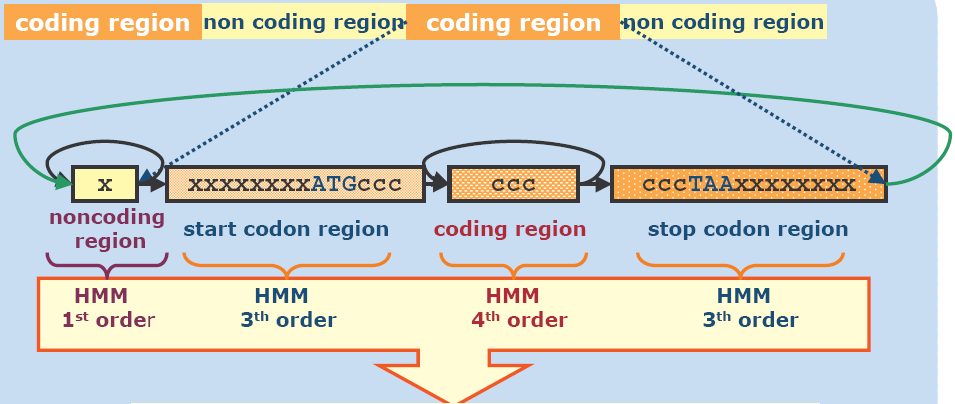 coding region non coding region coding region non coding region
x xxxxxxxxATGccc ccc cccTAAxxxxxxxx
noncoding region
start codon region
coding region
stop codon region
HMM
1st order
HMM
3th order
HMM
4th order
HMM
3th order